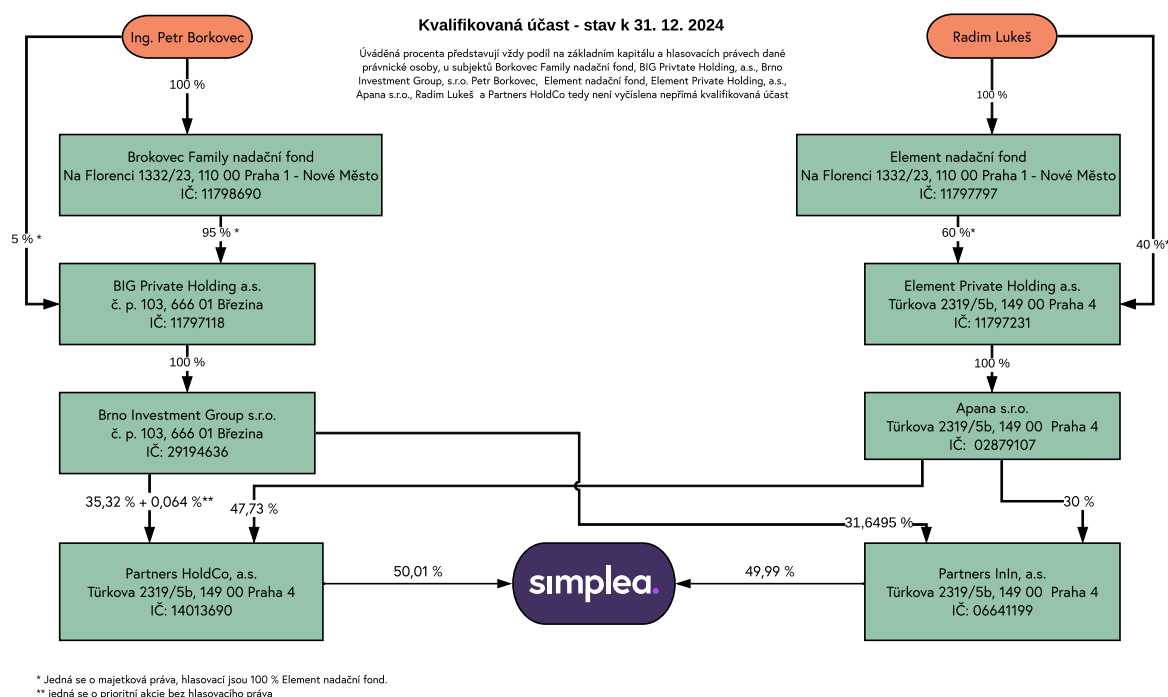 Kvalifikovaná účast - stav k 31. 12. 2024
Úváděná procenta představují vždy podíl na základním kapitálu a hlasovacích právech dané
právnické osoby, u subjektů Borkovec Family nadační fond, BIG Privtate Holding, a.s., Brno
Investment Group, s.r.o. Petr Borkovec, Element nadační fond, Element Private Holding, a.s.,
Apana s.r.o., Radim Lukeš a Partners HoldCo tedy není vyčíslena nepřímá kvalifikovaná účast
Ing. Petr Borkovec
Radim Lukeš
100 %
100 %
Brokovec Family nadační fond
Na Florenci 1332/23, 110 00 Praha 1 - Nové Město
IČ: 11798690
Element nadační fond
Na Florenci 1332/23, 110 00 Praha 1 - Nové Město
IČ: 11797797
5 % *
95 % *
60 %*
40 %*
BIG Private Holding a.s.
č. p. 103, 666 01 Březina
IČ: 11797118
Element Private Holding a.s.
Türkova 2319/5b, 149 00 Praha 4
IČ: 11797231
100 %
100 %
Brno Investment Group s.r.o.
č. p. 103, 666 01 Březina
IČ: 29194636
Apana s.r.o.
Türkova 2319/5b, 149 00 Praha 4
IČ: 02879107
35,32 % + 0,064 %**
47,73 %
31,6495 %
30 %
Partners HoldCo, a.s.
Türkova 2319/5b, 149 00 Praha 4
IČ: 14013690
50,01 %
simplea.
49,99 %
Partners InIn, a.s.
Türkova 2319/5b, 149 00 Praha 4
IČ: 06641199
* Jedná se o majetková práva, hlasovací jsou 100 % Element nadační fond.
** jedná se o prioritní akcie bez hlasovacího práva